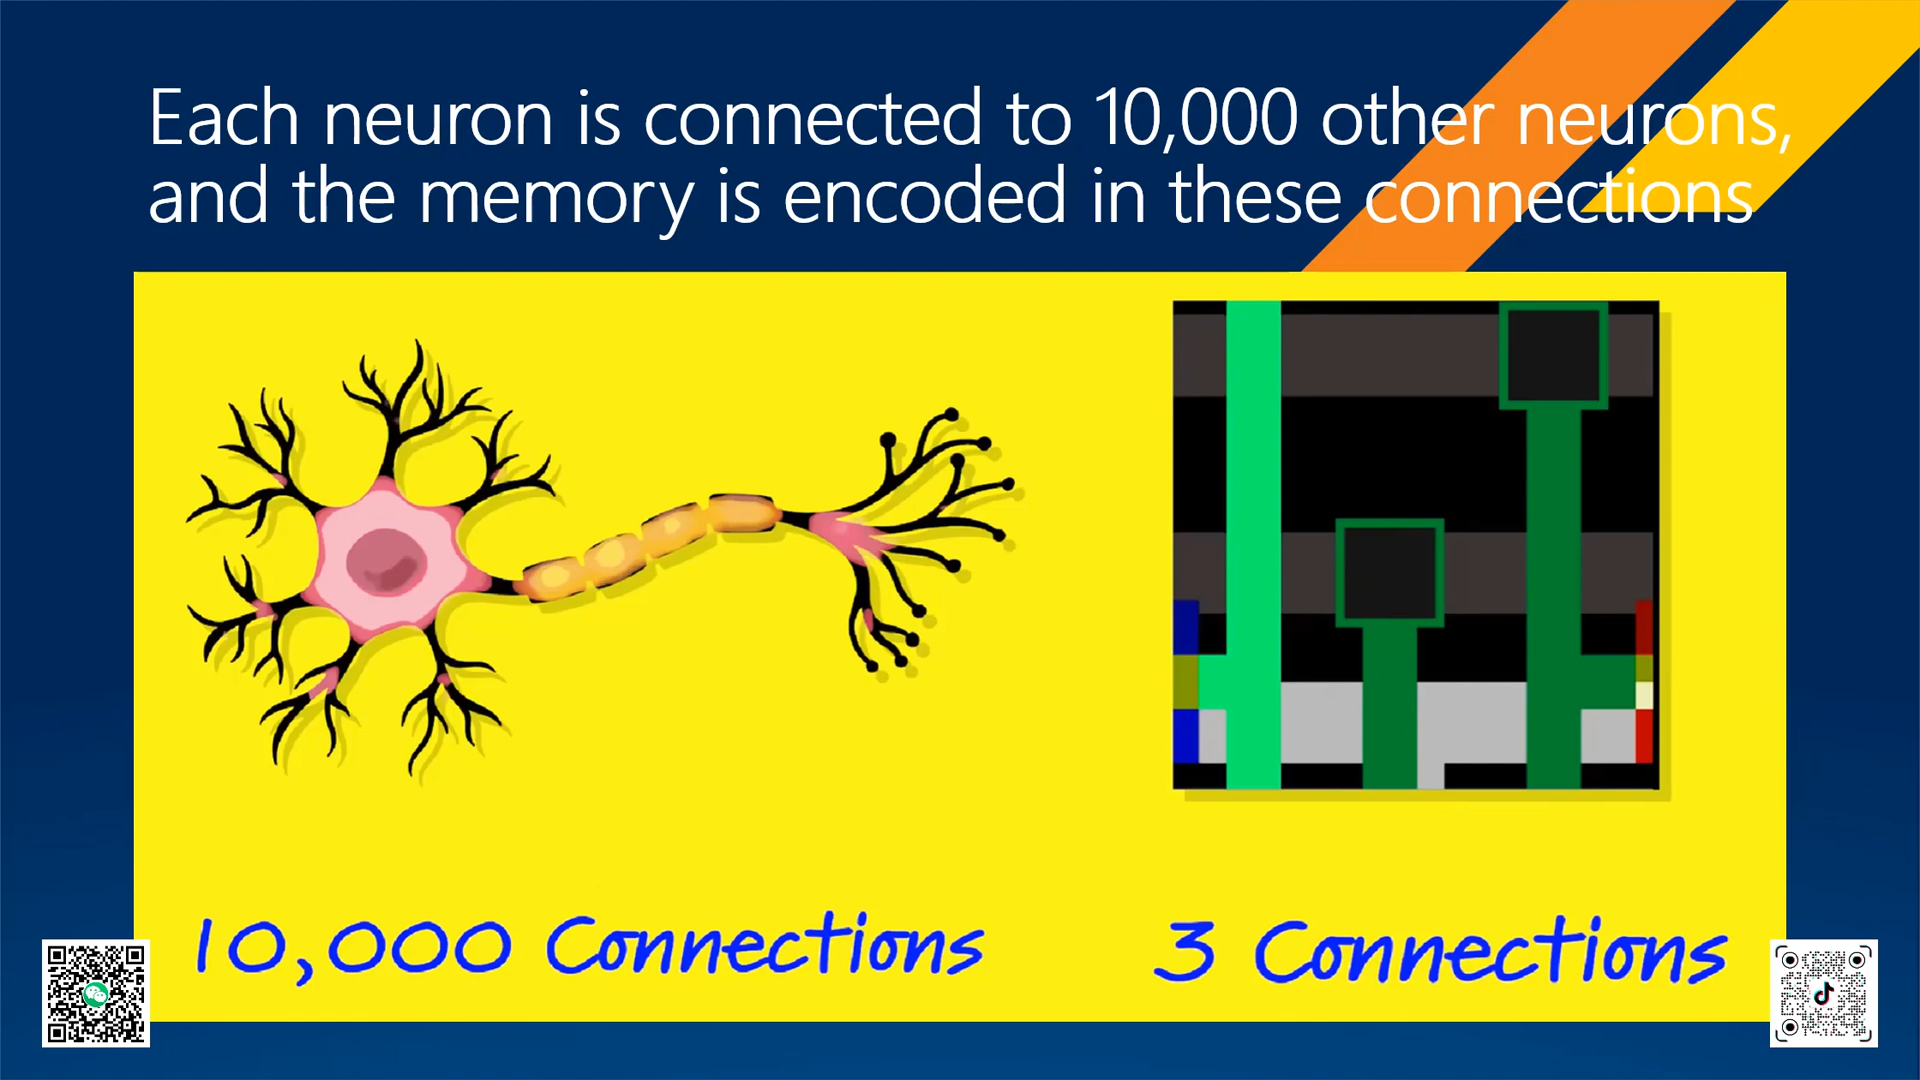 Each neuron is connected to 10,000 other neurons,
and the memory is encoded in these connections
10,000 Connections
3 Connections